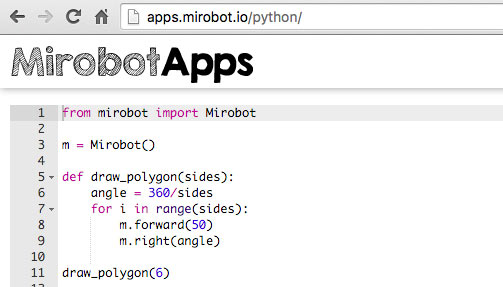 apps.mirobot.io/python/
MirobotApps
1 from mirobot import Mirobot
2
3 m = Mirobot()
4
5 def draw_polygon(sides):
6     angle = 360/sides
7     for i in range(sides):
8         m.forward(50)
9         m.right(angle)
10
11 draw_polygon(6)
12